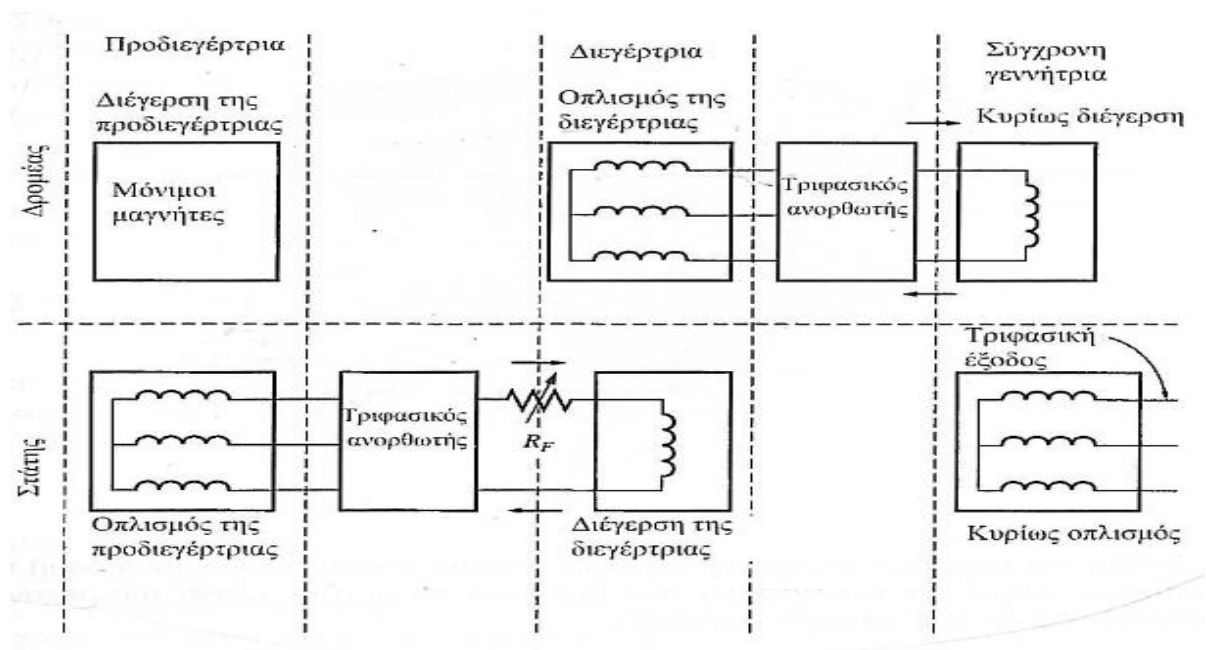 Προδιεγέρτρια
Διεγέρτρια
Σύγχρονη
γεννήτρια
Διέγερση της
προδιεγέρτριας
Οπλισμός της
διεγέρτριας
Κυρίως διέγερση
Δρομέας
Μόνιμοι
μαγνήτες
Τριφασικός
ανορθωτής
Τριφασική
έξοδος
Στάτης
Τριφασικός
ανορθωτής
R_F
Οπλισμός της
προδιεγέρτριας
Διέγερση της
διεγέρτριας
Κυρίως οπλισμός